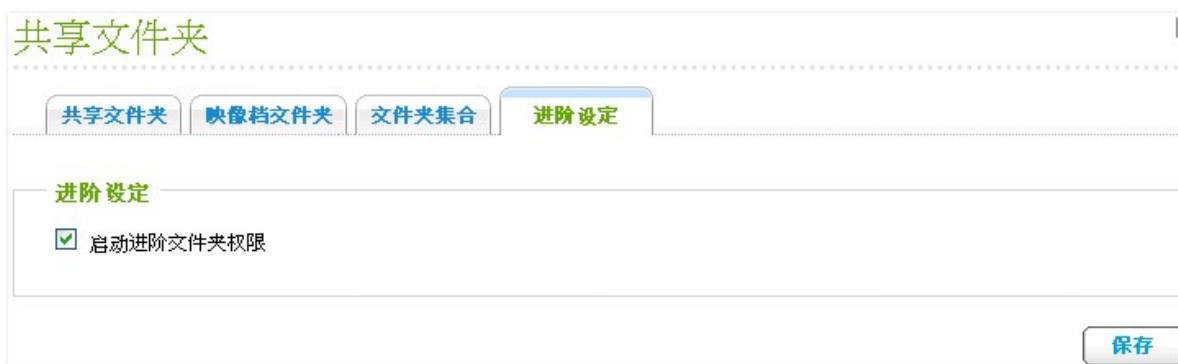 共享文件夹
共享文件夹 映像档文件夹 文件夹集合 进阶设定
进阶设定
启动进阶文件夹权限
保存